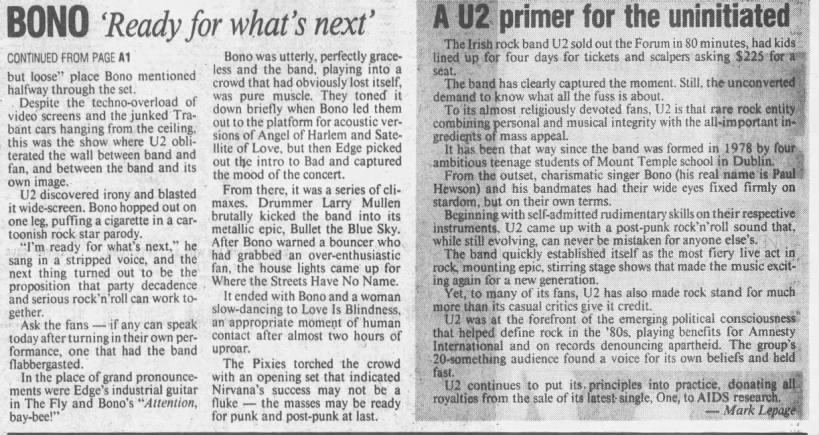 BONO 'Ready for what's next'
CONTINUED FROM PAGE A1
but loose" place Bono mentioned
halfway through the set.
Despite the techno-overload of
video screens and the junked Tra-
bant cars hanging from the ceiling,
this was the show where U2 obli-
terated the wall between band and
fan, and between the band and its
own image.
U2 discovered irony and blasted
it wide-screen. Bono hopped out on
one leg, puffing a cigarette in a car-
toonish rock star parody.
"I'm ready for what's next," he
sang in a stripped voice, and the
next thing turned out to be the
proposition that party decadence
and serious rock'n'roll can work to-
gether.
Ask the fans — if any can speak
today after turning in their own per-
formance, one that had the band
flabbergasted.
In the place of grand pronounce-
ments were Edge's industrial guitar
in The Fly and Bono's "Attention,
bay-bee!"
Bono was utterly, perfectly grace-
less and the band, playing into a
crowd that had obviously lost itself,
was pure muscle. They toned it
down briefly when Bono led them
out to the platform for acoustic ver-
sions of Angel of Harlem and Sate-
llite of Love, but then Edge picked
out the intro to Bad and captured
the mood of the concert.
From there, it was a series of cli-
maxes. Drummer Larry Mullen
brutally kicked the band into its
metallic epic, Bullet the Blue Sky.
After Bono warned a bouncer who
had grabbed an over-enthusiastic
fan, the house lights came up for
Where the Streets Have No Name.
It ended with Bono and a woman
slow-dancing to Love Is Blindness,
an appropriate moment of human
contact after almost two hours of
uproar.
The Pixies torched the crowd
with an opening set that indicated
Nirvana's success may not be a
fluke — the masses may be ready
for punk and post-punk at last.
A U2 primer for the uninitiated
The Irish rock band U2 sold out the Forum in 80 minutes, had kids
lined up for four days for tickets and scalpers asking $225 for a
seat.
The band has clearly captured the moment. Still, the unconverted
demand to know what all the fuss is about.
To its almost religiously devoted fans, U2 is that rare rock entity
combining personal and musical integrity with the all-important in-
gredients of mass appeal.
It has been that way since the band was formed in 1978 by four
ambitious teenage students of Mount Temple school in Dublin.
From the outset, charismatic singer Bono (his real name is Paul
Hewson) and his bandmates had their wide eyes fixed firmly on
stardom, but on their own terms.
Beginning with self-admitted rudimentary skills on their respective
instruments, U2 came up with a post-punk rock'n'roll sound that,
while still evolving, can never be mistaken for anyone else's.
The band quickly established itself as the most fiery live act in
rock, mounting epic, stirring stage shows that made the music excit-
ing again for a new generation.
Yet, to many of its fans, U2 has also made rock stand for much
more than its casual critics give it credit.
U2 was at the forefront of the emerging political consciousness
that helped define rock in the '80s, playing benefits for Amnesty
International and on records denouncing apartheid. The group's
20-something audience found a voice for its own beliefs and held
fast.
U2 continues to put its principles into practice, donating all
royalties from the sale of its latest single, One, to AIDS research.
— Mark Lepage